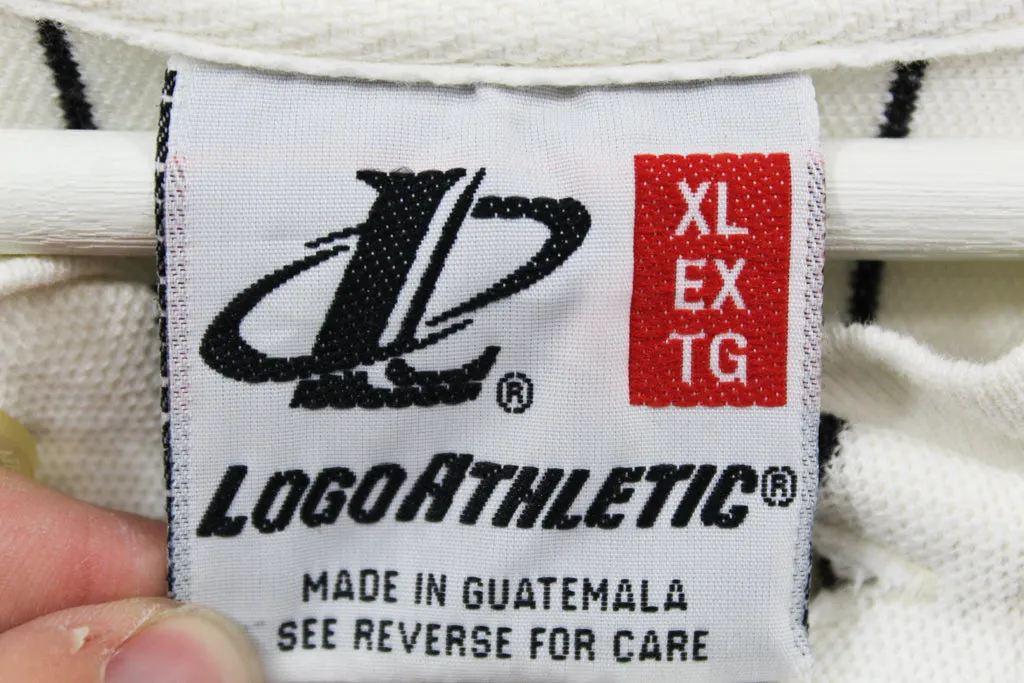 L
®
XL
EX
TG
LOGOATHLETIC®
MADE IN GUATEMALA
SEE REVERSE FOR CARE